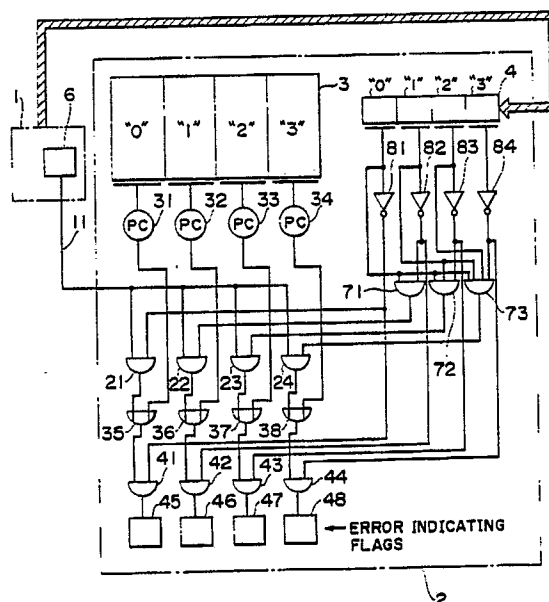 1
6
11
3
"0" "1" "2" "3"
"0" "1" "2" "3"
4
PC 31
PC 32
PC 33
PC 34
81 82 83 84
71
72
73
21 22 23 24
35 36 37 38
41 42 43 44
45 46 47 48
ERROR INDICATING
FLAGS
2